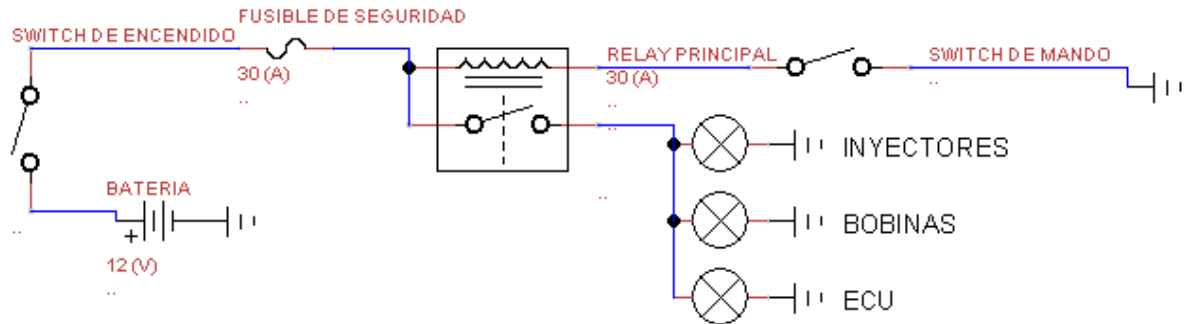 FUSIBLE DE SEGURIDAD
SWITCH DE ENCENDIDO
30 (A)
..
RELAY PRINCIPAL
30 (A)
..
..
SWITCH DE MANDO
..
INYECTORES
..
BATERIA
+
12 (V)
..
..
BOBINAS
ECU